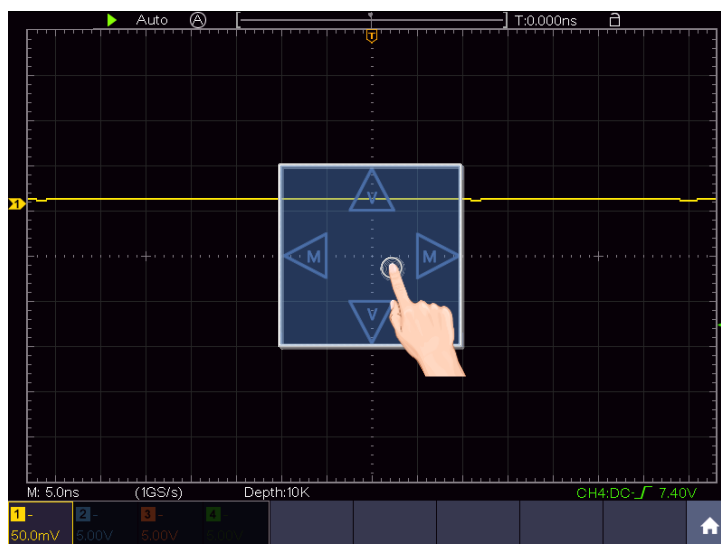 Auto A T:0.000ns
T
1
A
M M
A
M: 5.0ns (1GS/s) Depth:10K CH4:DC- 7.40V
1 - 2 - 3 - 4 -
50.0mV 5.00V 5.00V 5.00V